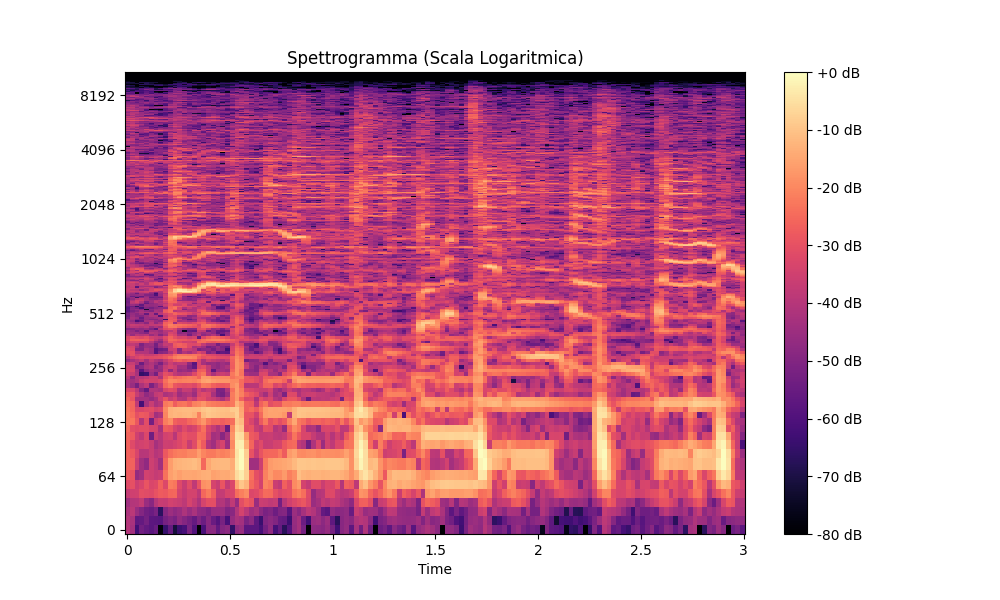 Spettrogramma (Scala Logaritmica)
Hz
8192
4096
2048
1024
512
256
128
64
0
0
0.5
1
1.5
2
2.5
3
Time
+0 dB
-10 dB
-20 dB
-30 dB
-40 dB
-50 dB
-60 dB
-70 dB
-80 dB